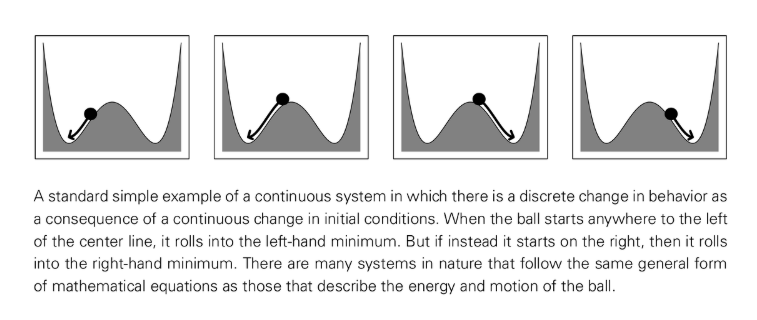 A standard simple example of a continuous system in which there is a discrete change in behavior as
a consequence of a continuous change in initial conditions. When the ball starts anywhere to the left
of the center line, it rolls into the left-hand minimum. But if instead it starts on the right, then it rolls
into the right-hand minimum. There are many systems in nature that follow the same general form
of mathematical equations as those that describe the energy and motion of the ball.